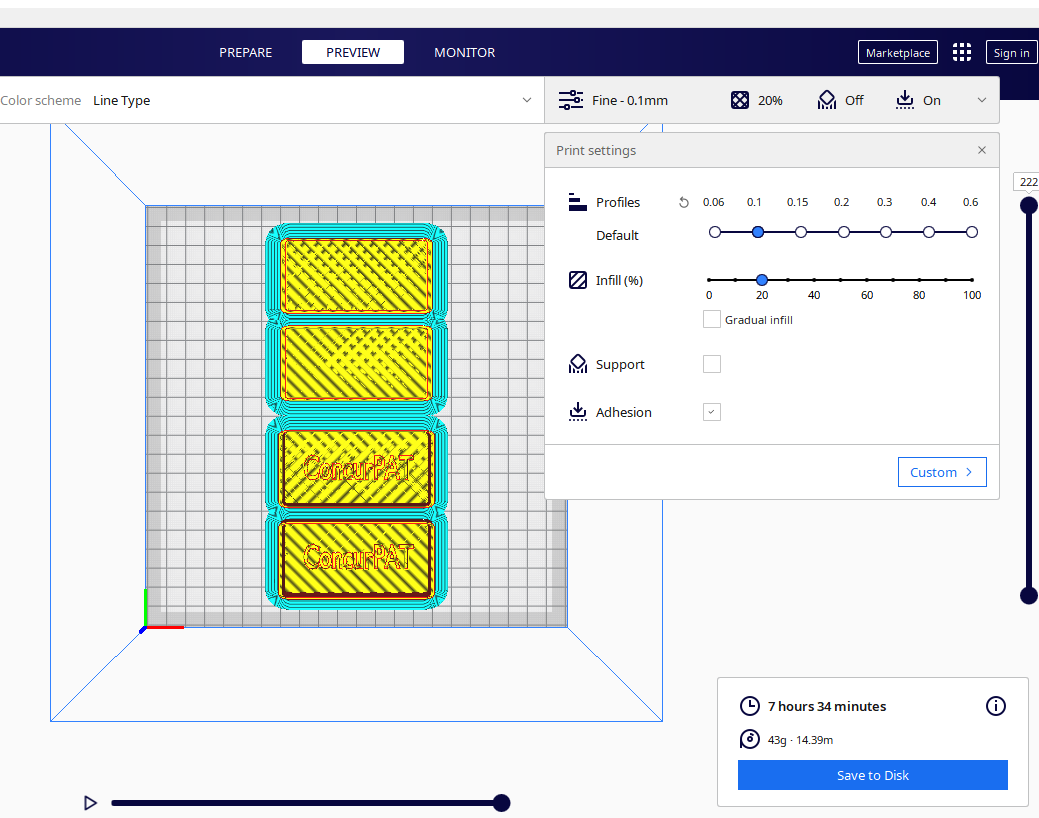 PREPARE PREVIEW MONITOR Marketplace Sign in
Color scheme Line Type Fine - 0.1mm 20% Off On
Print settings
Profiles 0.06 0.1 0.15 0.2 0.3 0.4 0.6
222
Default
Infill (%)
0 20 40 60 80 100
Gradual infill
Support
Adhesion
ConcurPAT
Custom
ConcurPAT
7 hours 34 minutes
43g · 14.39m
Save to Disk